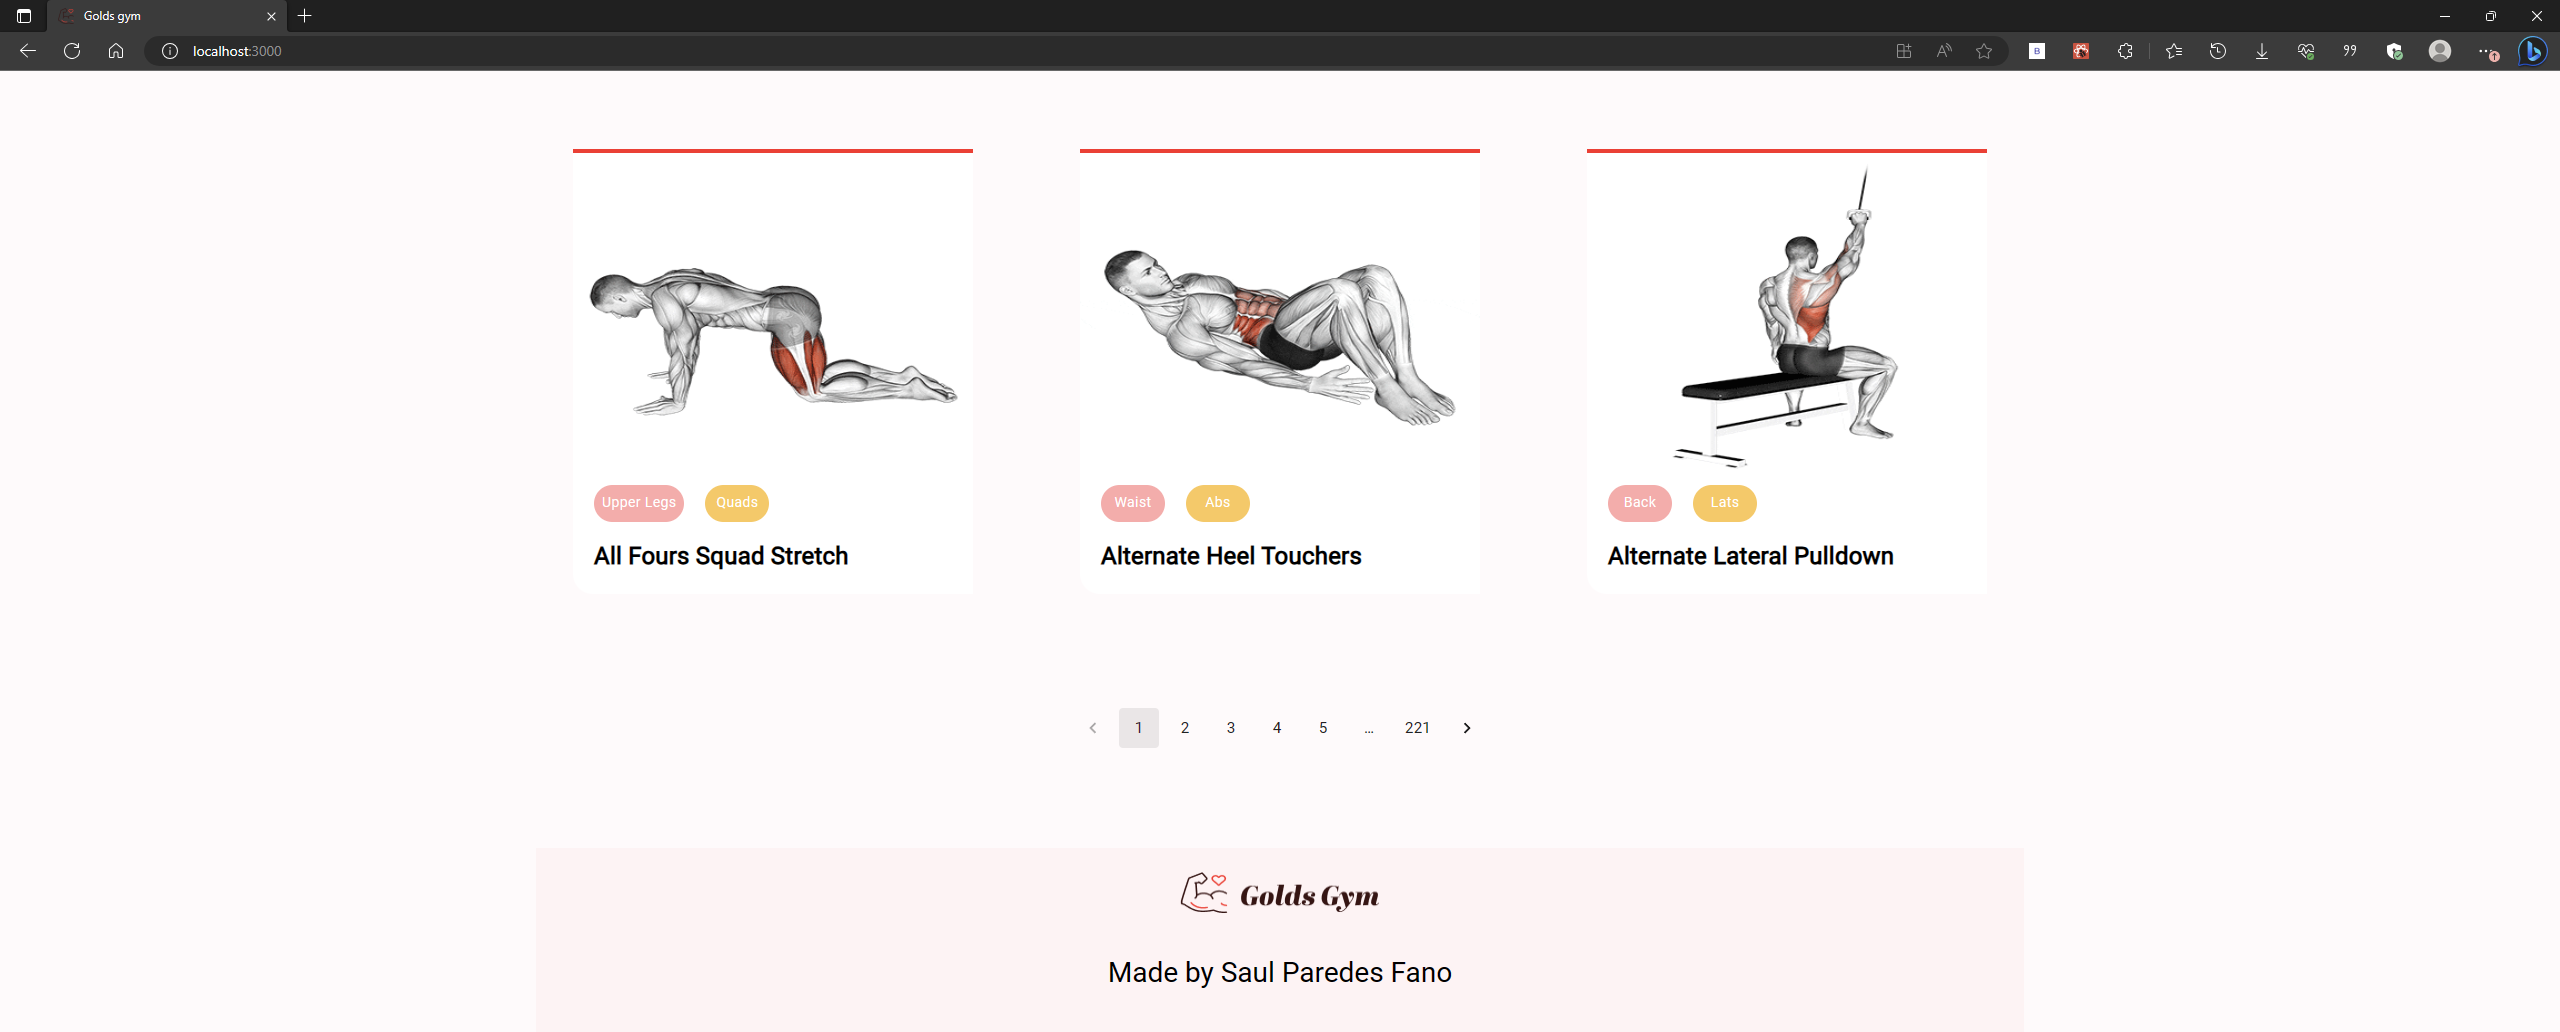 Golds gym
localhost:3000
Upper Legs Quads
All Fours Squad Stretch
Waist Abs
Alternate Heel Touchers
Back Lats
Alternate Lateral Pulldown
1 2 3 4 5 … 221
Golds Gym
Made by Saul Paredes Fano